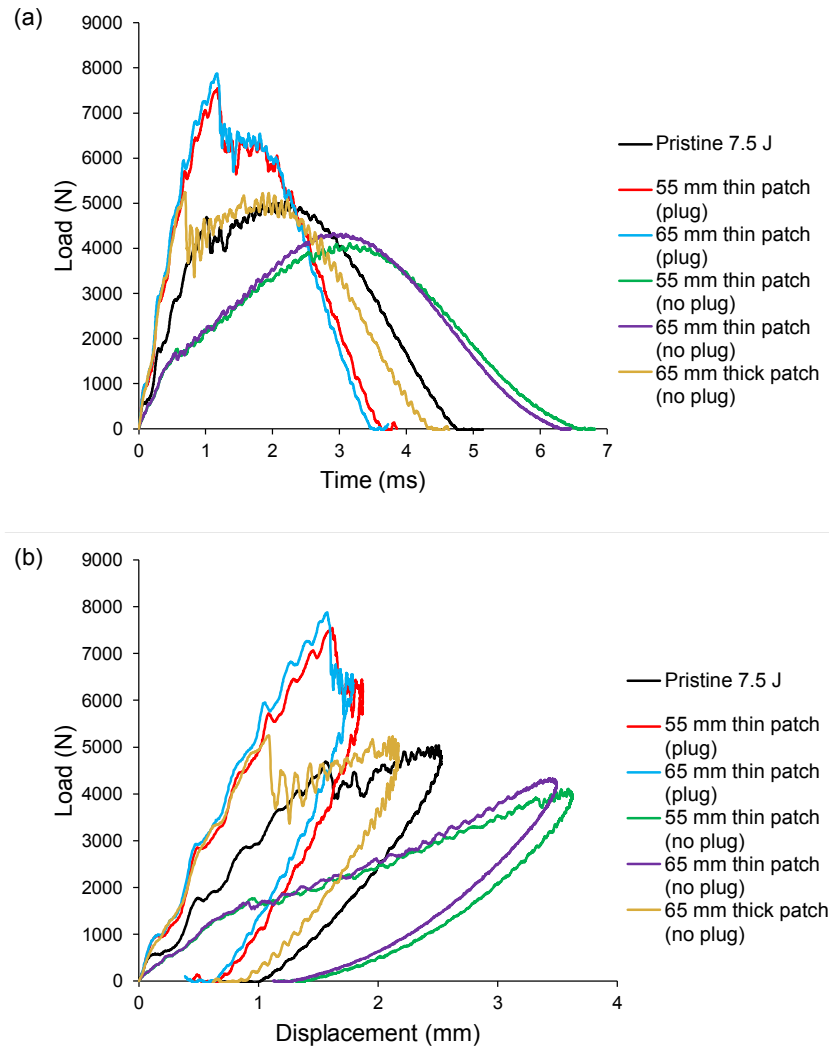 (a)
9000
8000
7000
6000
5000
4000
3000
2000
1000
0
Load (N)
0 1 2 3 4 5 6 7
Time (ms)
Pristine 7.5 J
55 mm thin patch
(plug)
65 mm thin patch
(plug)
55 mm thin patch
(no plug)
65 mm thin patch
(no plug)
65 mm thick patch
(no plug)
(b)
9000
8000
7000
6000
5000
4000
3000
2000
1000
0
Load (N)
0 1 2 3 4
Displacement (mm)
Pristine 7.5 J
55 mm thin patch
(plug)
65 mm thin patch
(plug)
55 mm thin patch
(no plug)
65 mm thin patch
(no plug)
65 mm thick patch
(no plug)